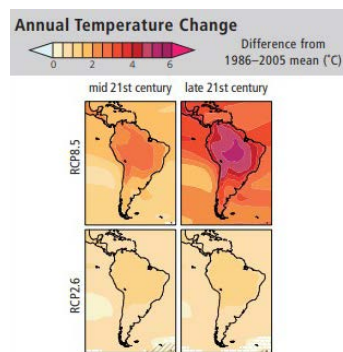 Annual Temperature Change
Difference from
1986–2005 mean (˚C)
0 2 4 6
mid 21st century late 21st century
RCP8.5
RCP2.6